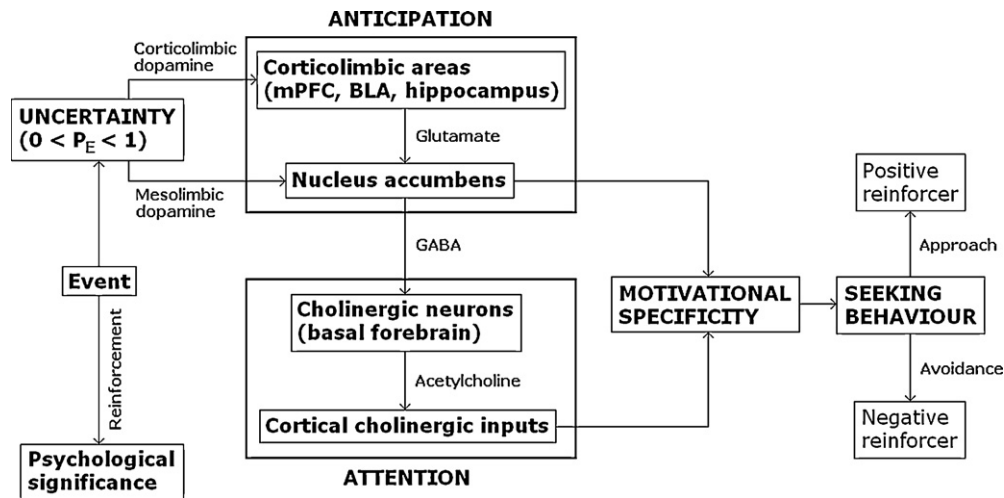 ANTICIPATION
Corticolimbic
dopamine
Corticolimbic areas
(mPFC, BLA, hippocampus)
UNCERTAINTY
(0 < PE < 1)
Glutamate
Nucleus accumbens
Mesolimbic
dopamine
Positive
reinforcer
GABA
Approach
Event
Cholinergic neurons
(basal forebrain)
MOTIVATIONAL
SPECIFICITY
SEEKING
BEHAVIOUR
Reinforcement
Acetylcholine
Avoidance
Cortical cholinergic inputs
Negative
reinforcer
Psychological
significance
ATTENTION